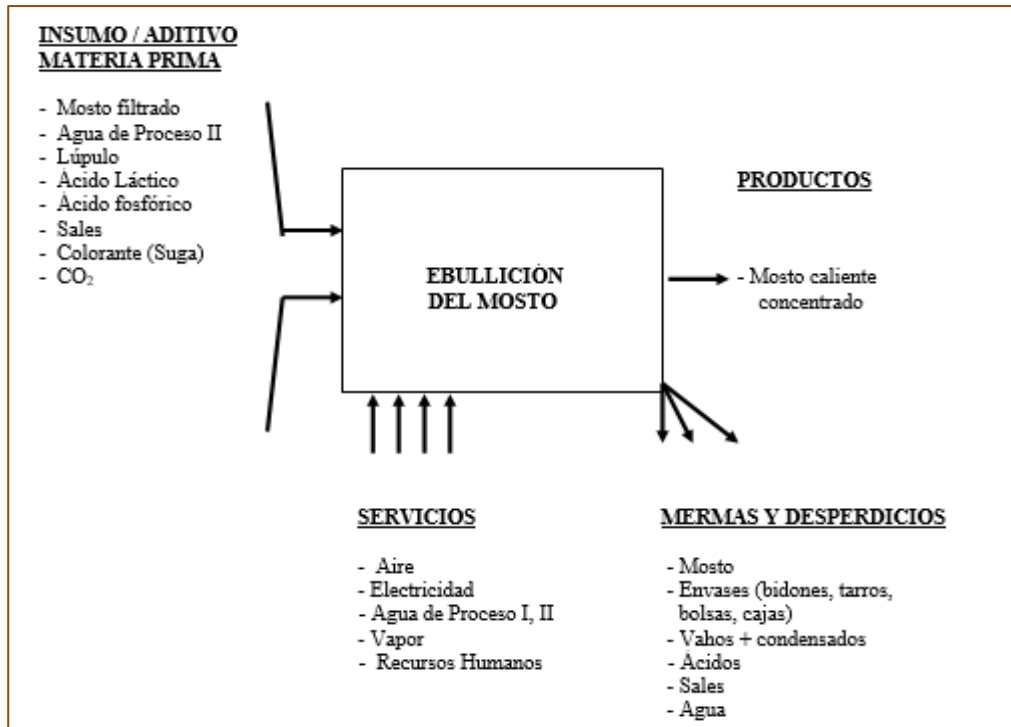 INSUMO / ADITIVO
MATERIA PRIMA
- Mosto filtrado
- Agua de Proceso II
- Lúpulo
- Ácido Láctico
- Ácido fosfórico
- Sales
- Colorante (Suga)
- CO₂
EBULLICIÓN
DEL MOSTO
PRODUCTOS
- Mosto caliente
concentrado
SERVICIOS
- Aire
- Electricidad
- Agua de Proceso I, II
- Vapor
- Recursos Humanos
MERMAS Y DESPERDICIOS
- Mosto
- Envases (bidones, tarros,
bolsas, cajas)
- Vahos + condensados
- Ácidos
- Sales
- Agua